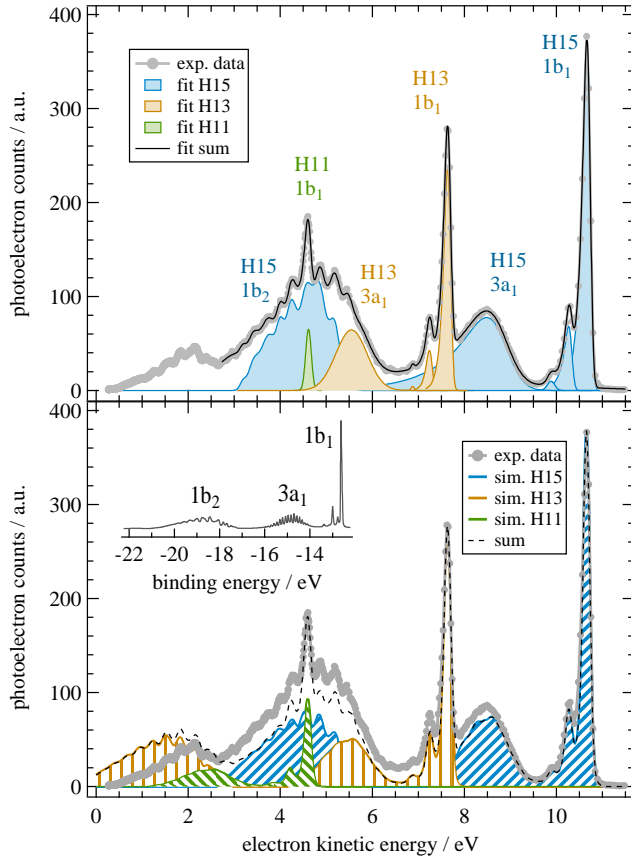 400
300
200
100
0
photoelectron counts / a.u.
exp. data
fit H15
fit H13
fit H11
fit sum
H15
1b₁
H13
1b₁
H11
1b₁
H15
1b₂
H13
3a₁
H15
3a₁
400
300
200
100
0
photoelectron counts / a.u.
1b₁
3a₁
1b₂
-22 -20 -18 -16 -14
binding energy / eV
exp. data
sim. H15
sim. H13
sim. H11
sum
0 2 4 6 8 10
electron kinetic energy / eV